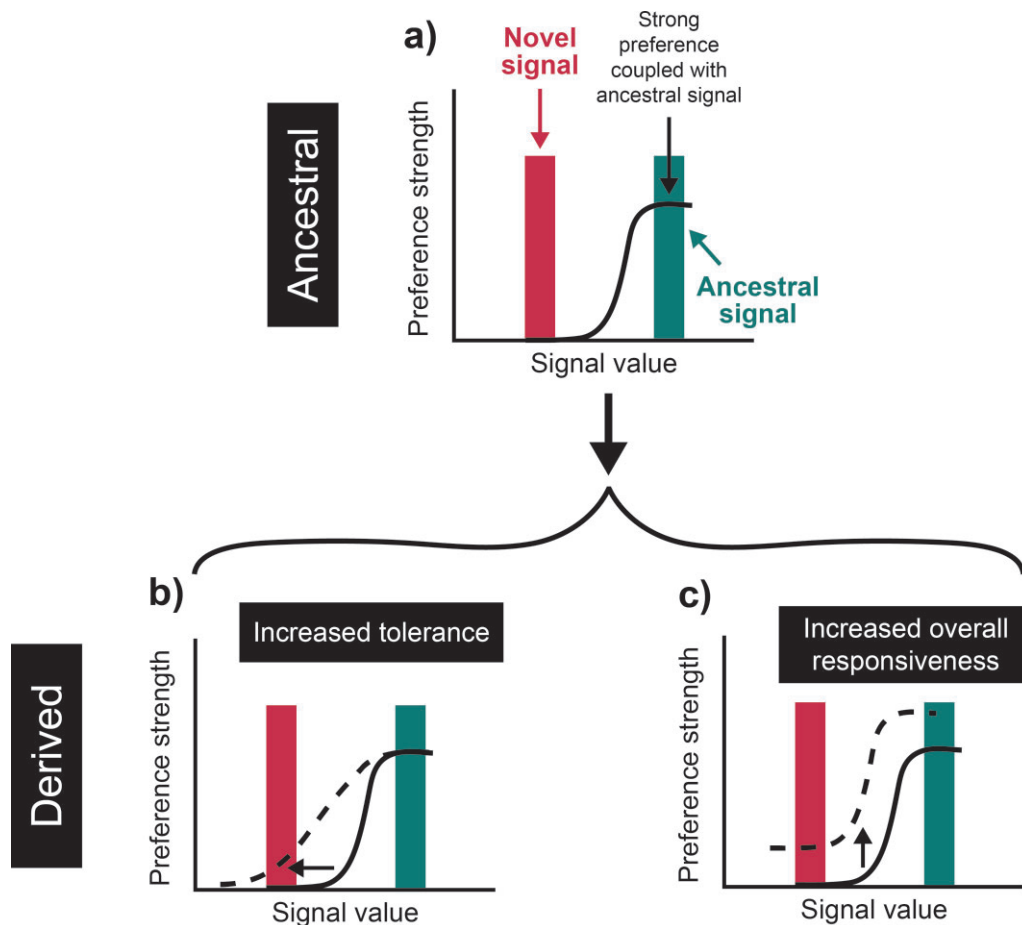 a)
Novel
signal
Strong
preference
coupled with
ancestral signal
Ancestral
Preference strength
Ancestral
signal
Signal value
b)
Increased tolerance
c)
Increased overall
responsiveness
Derived
Preference strength
Signal value
Preference strength
Signal value